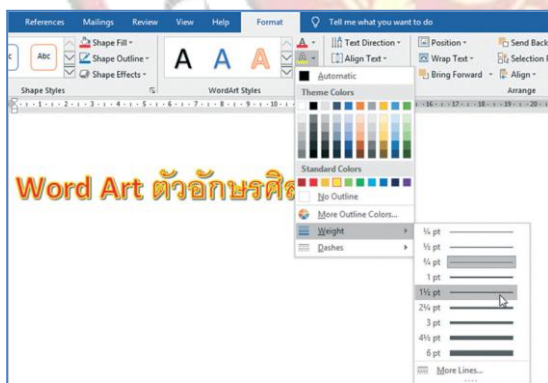 References Mailings Review View Help Format Tell me what you want to do
Abc Shape Fill Shape Outline Shape Effects
A A A
Text Direction Align Text
Position Wrap Text Bring Forward
Send Back Selection Align
Shape Styles WordArt Styles Arrange
Automatic
Theme Colors
Standard Colors
No Outline
More Outline Colors...
Weight
Dashes
Word Art ตัวอักษรศิล
¼ pt
½ pt
¾ pt
1 pt
1½ pt
2¼ pt
3 pt
4½ pt
6 pt
More Lines...